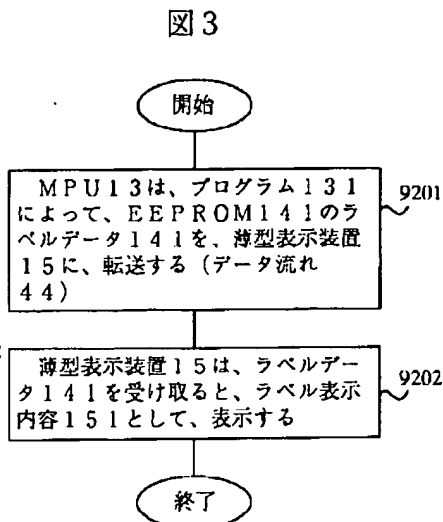 図3
開始
MPU13は、プログラム131
によって、EEPROM141のラ
ベルデータ141を、薄型表示装置
15に、転送する（データ流れ
44）
9201
薄型表示装置15は、ラベルデー
タ141を受け取ると、ラベル表示
内容151として、表示する
9202
終了